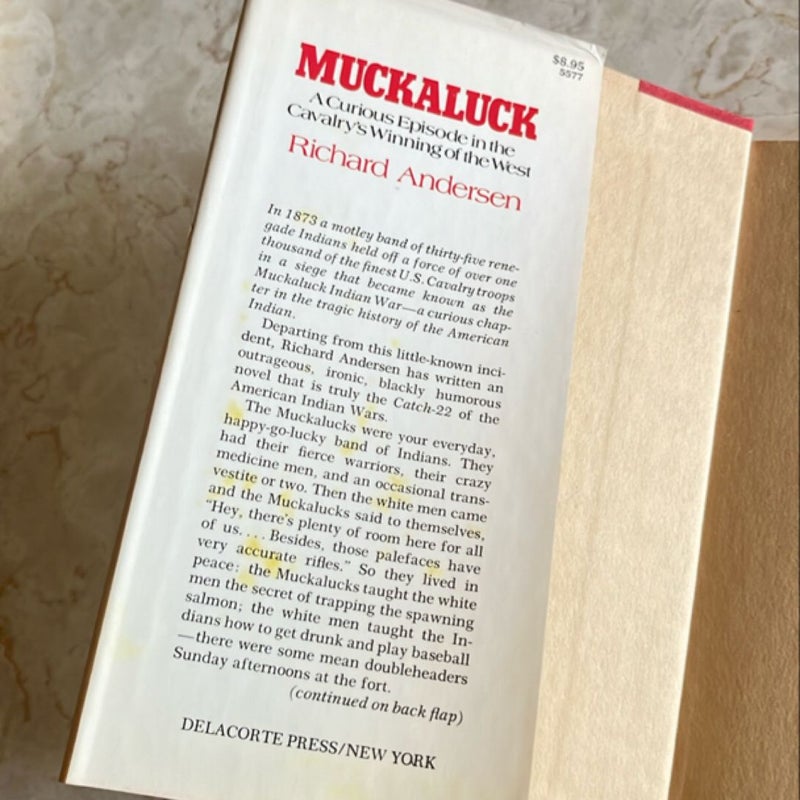 $8.95
5577
MUCKALUCK
A Curious Episode in the
Cavalry's Winning of the West
Richard Andersen
In 1873 a motley band of thirty-five rene-
gade Indians held off a force of over one
thousand of the finest U.S. Cavalry troops
in a siege that became known as the
Muckaluck Indian War—a curious chap-
ter in the tragic history of the American
Indian.
Departing from this little-known inci-
dent, Richard Andersen has written an
outrageous, ironic, blackly humorous
novel that is truly the Catch-22 of the
American Indian Wars.
The Muckalucks were your everyday,
happy-go-lucky band of Indians. They
had their fierce warriors, their crazy
medicine men, and an occasional trans-
vestite or two. Then the white men came
and the Muckalucks said to themselves,
"Hey, there's plenty of room here for all
of us. . . . Besides, those palefaces have
very accurate rifles." So they lived in
peace: the Muckalucks taught the white
men the secret of trapping the spawning
salmon; the white men taught the In-
dians how to get drunk and play baseball
—there were some mean doubleheaders
Sunday afternoons at the fort.
(continued on back flap)
DELACORTE PRESS/NEW YORK